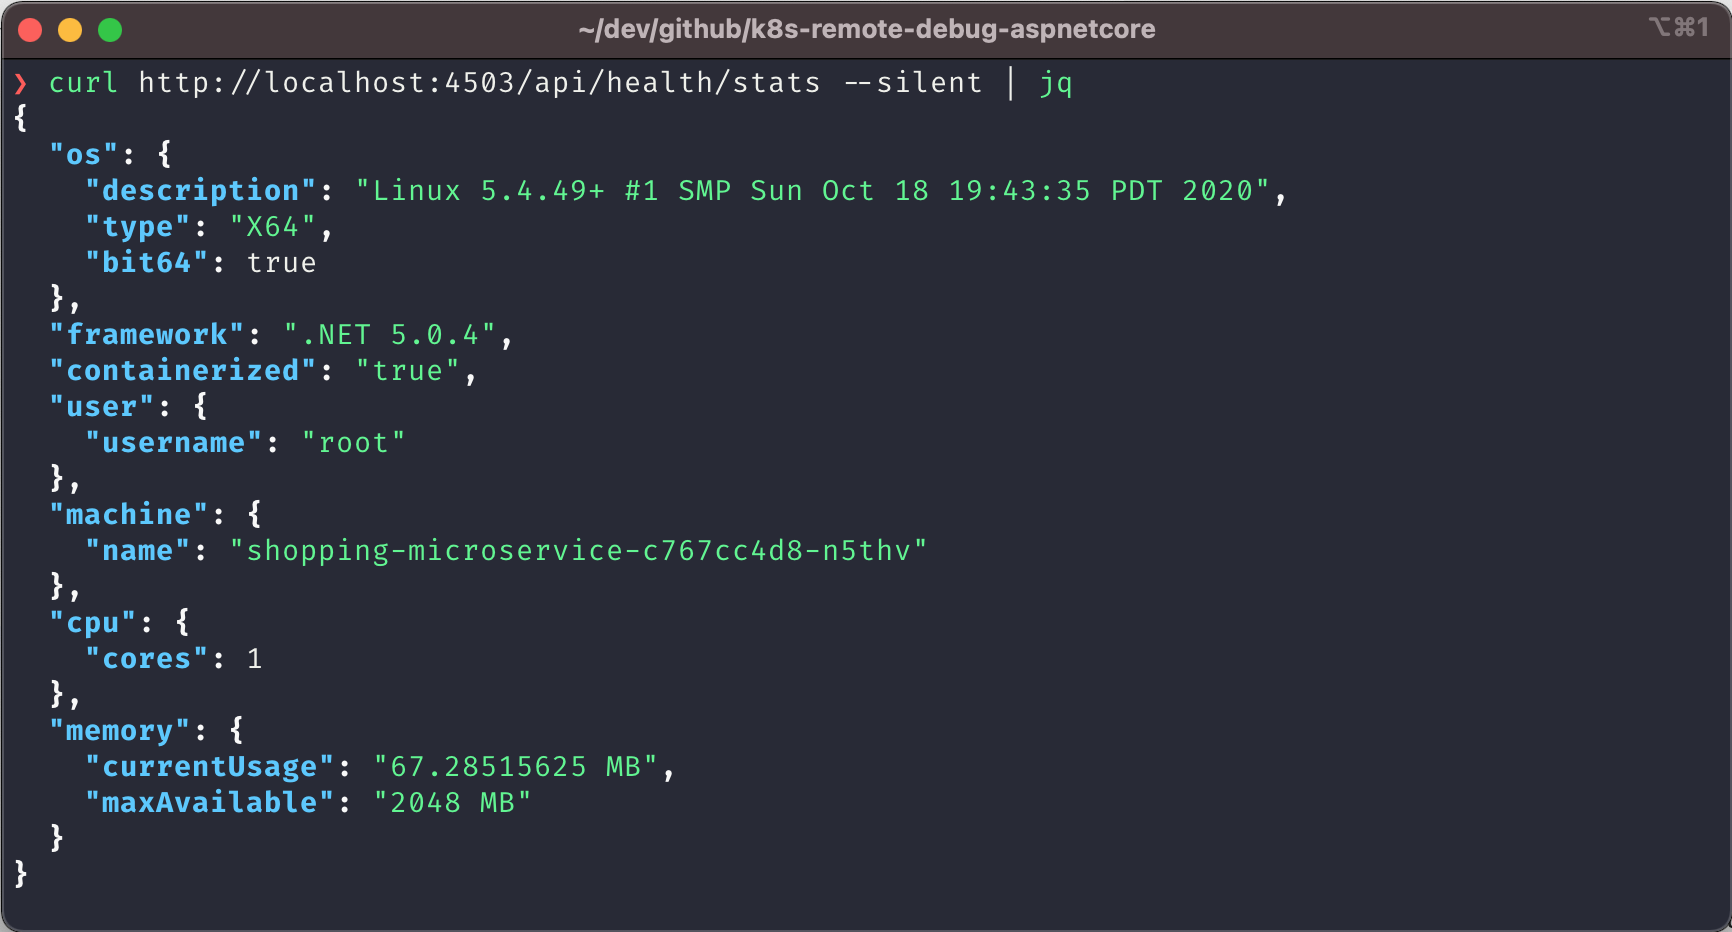 ~/dev/github/k8s-remote-debug-aspnetcore
⌥⌘1
❯ curl http://localhost:4503/api/health/stats --silent | jq
{
  "os": {
    "description": "Linux 5.4.49+ #1 SMP Sun Oct 18 19:43:35 PDT 2020",
    "type": "X64",
    "bit64": true
  },
  "framework": ".NET 5.0.4",
  "containerized": "true",
  "user": {
    "username": "root"
  },
  "machine": {
    "name": "shopping-microservice-c767cc4d8-n5thv"
  },
  "cpu": {
    "cores": 1
  },
  "memory": {
    "currentUsage": "67.28515625 MB",
    "maxAvailable": "2048 MB"
  }
}